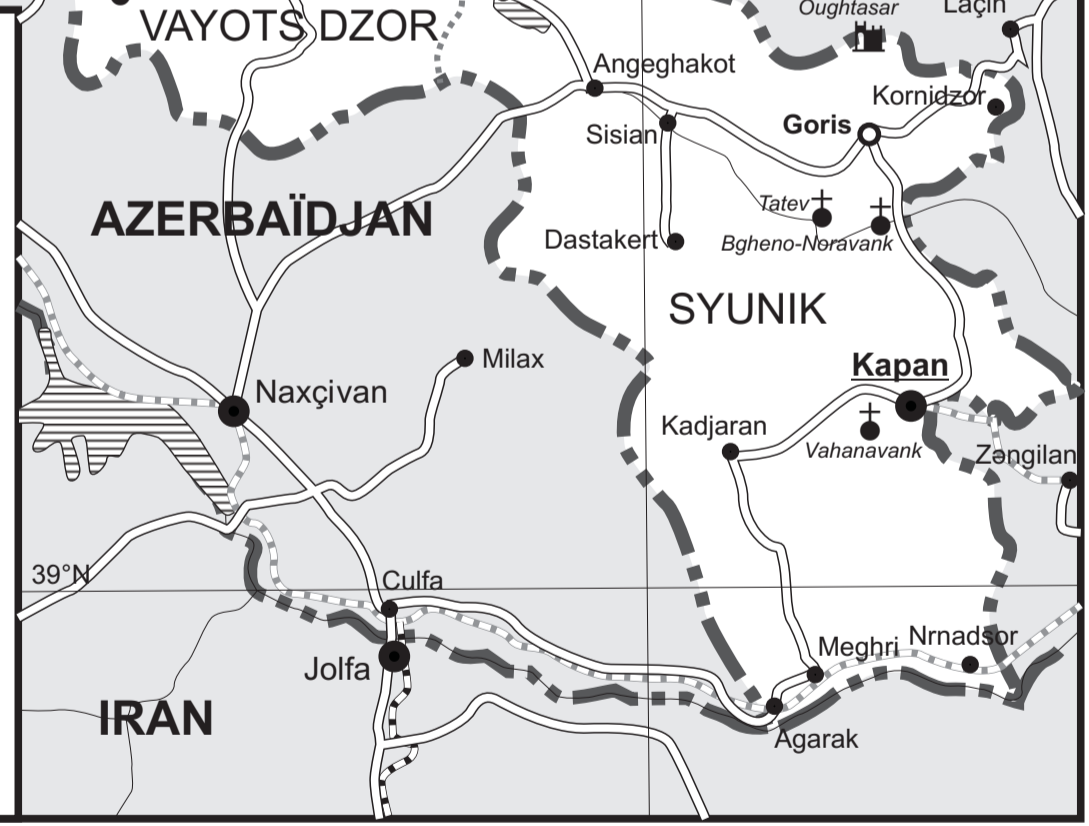 Oughtasar
Laçin
VAYOTS DZOR
Angeghakot
Kornidzor
Goris
Sisian
Tatev
AZERBAÏDJAN
Dastakert
Bgheno-Noravank
SYUNIK
Milax
Kapan
Naxçivan
Kadjaran
Vahanavank
Zəngilan
39°N
Culfa
Nrnadsor
Meghri
Jolfa
IRAN
Agarak